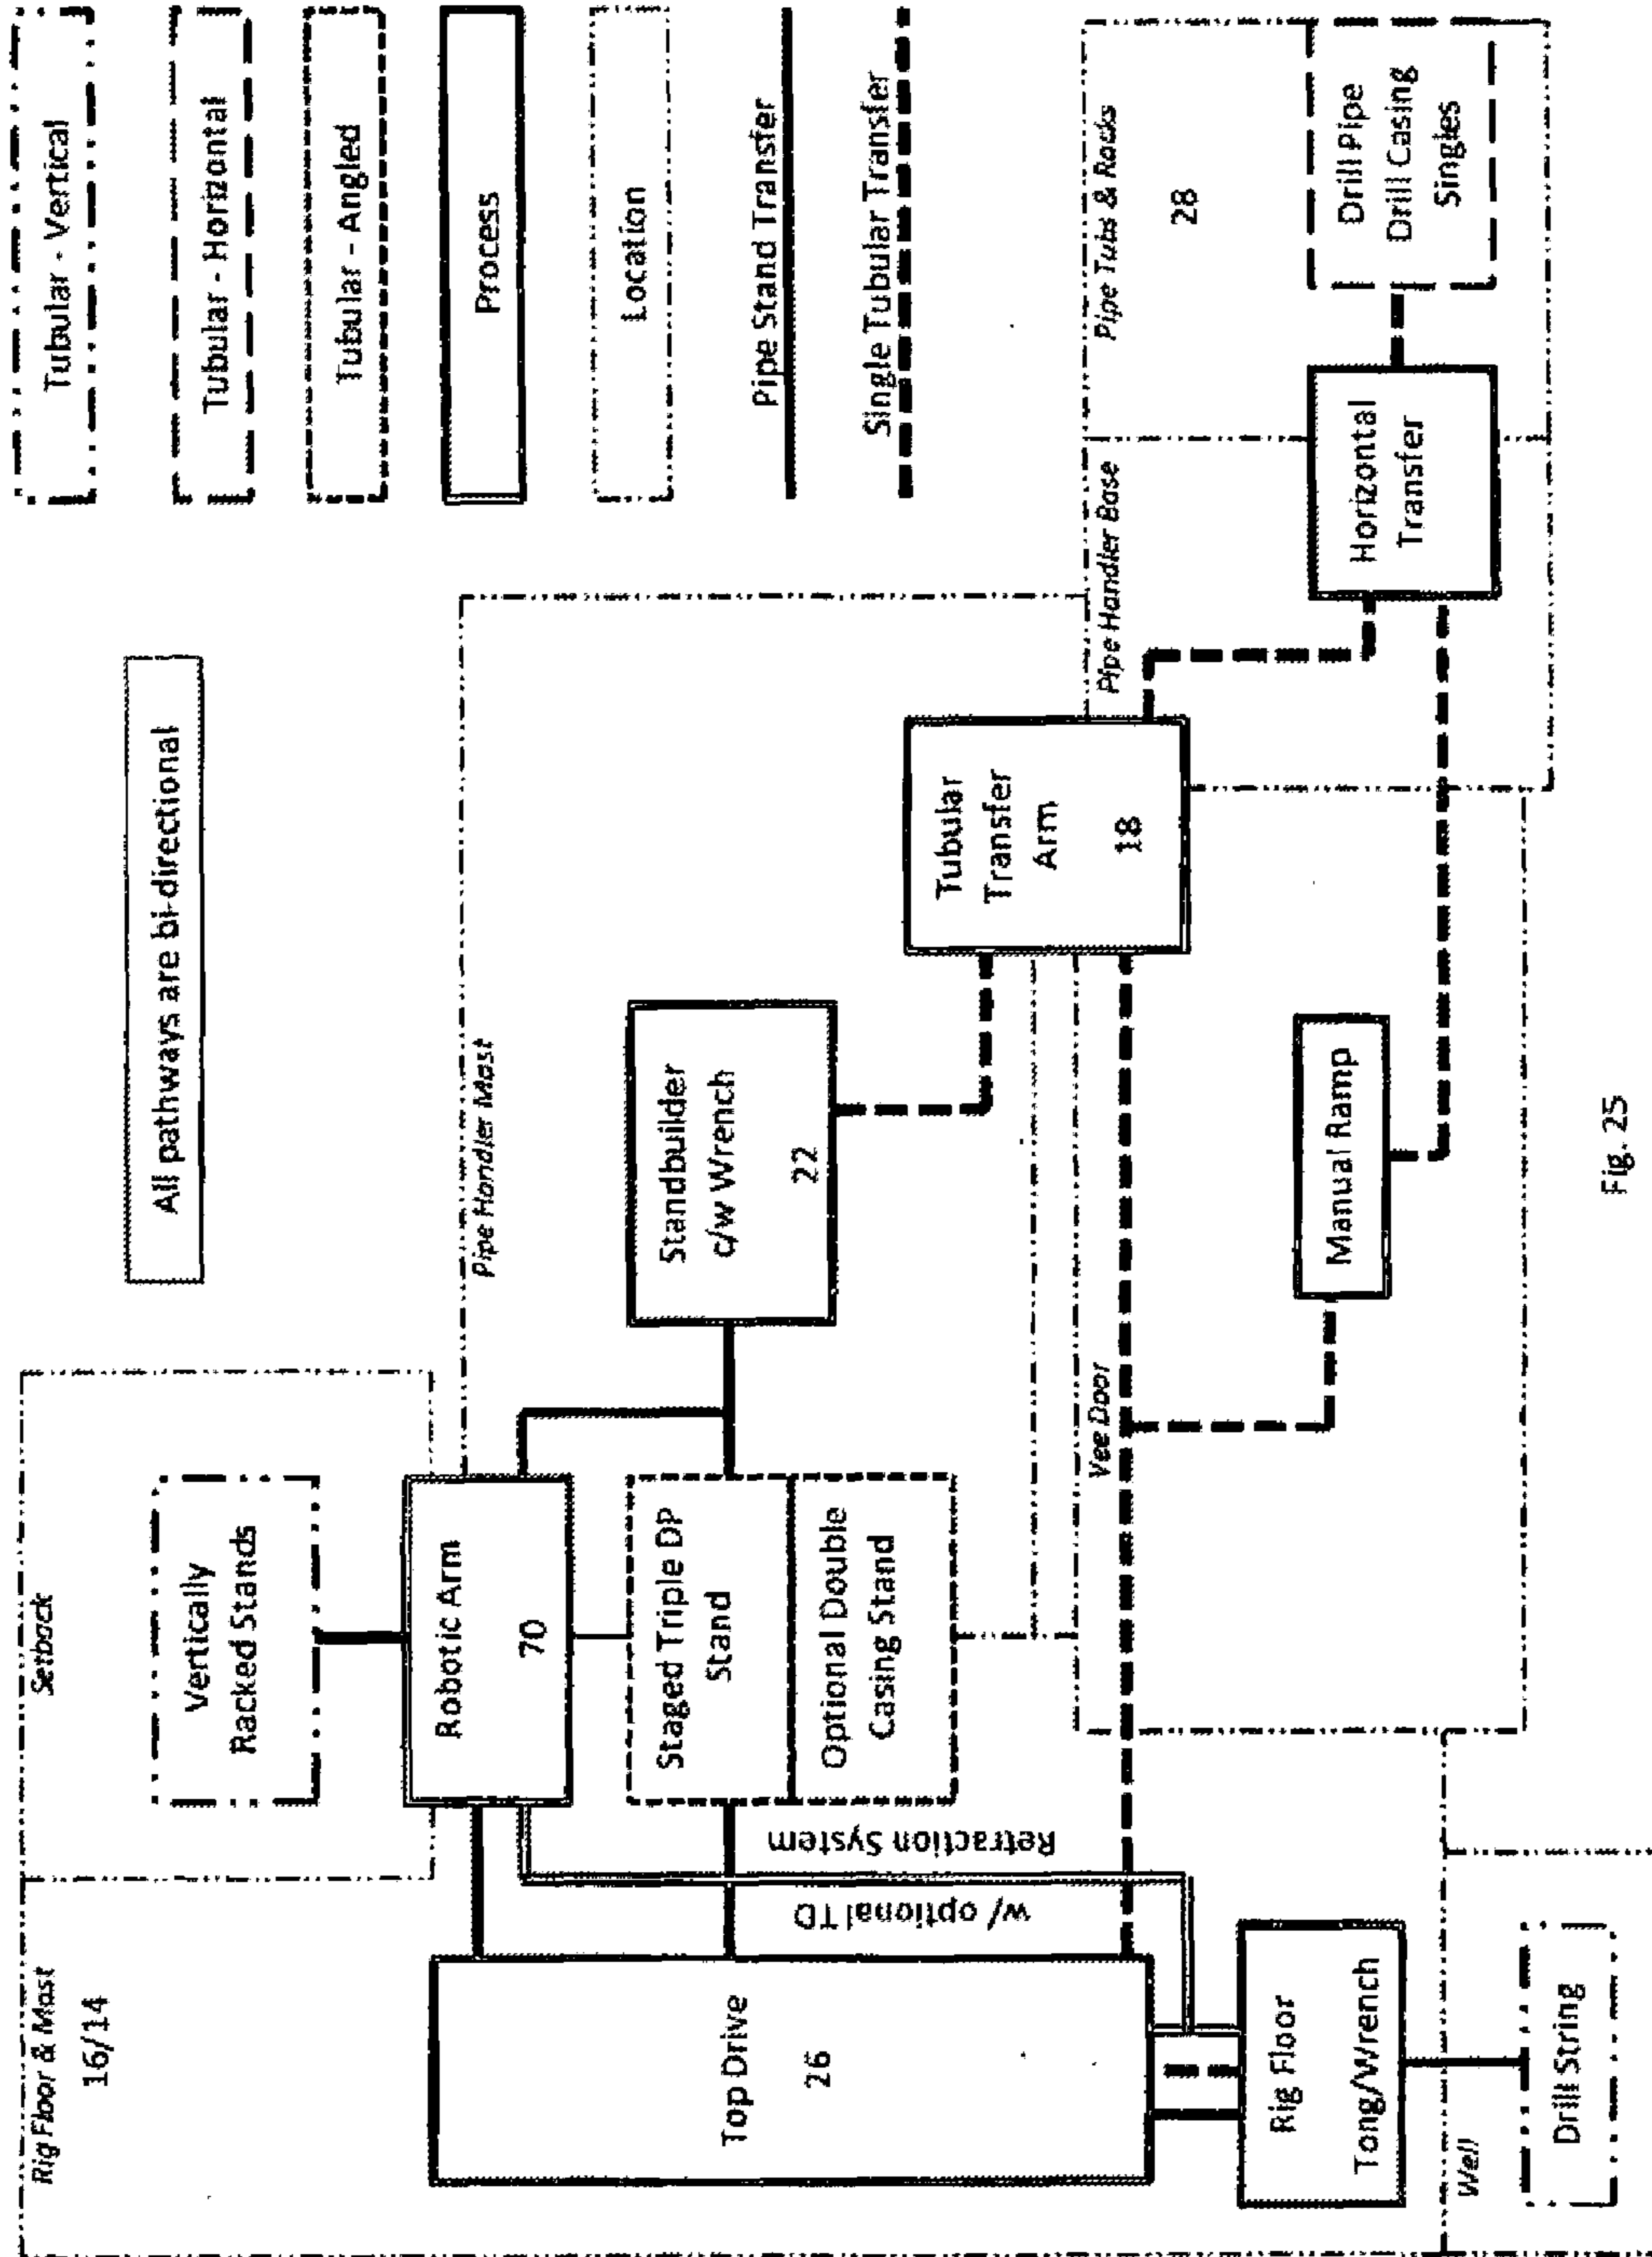 Rig Floor & Mast
16/14
Setback
Vertically
Racked Stands
Robotic Arm
70
Staged Triple DP
Stand
Optional Double
Casing Stand
Top Drive
26
Retraction System
w/ optional TD
Rig Floor
Tong/Wrench
Well
Drill String
All pathways are bi-directional
Pipe Handler Mast
Standbuilder
c/w Wrench
22
Vee Door
Manual Ramp
Tubular
Transfer
Arm
18
Pipe Handler Base
Horizontal
Transfer
Pipe Tubs & Racks
28
Drill Pipe
Drill Casing
Singles
Tubular - Vertical
Tubular - Horizontal
Tubular - Angled
Process
Location
Pipe Stand Transfer
Single Tubular Transfer
Fig. 25